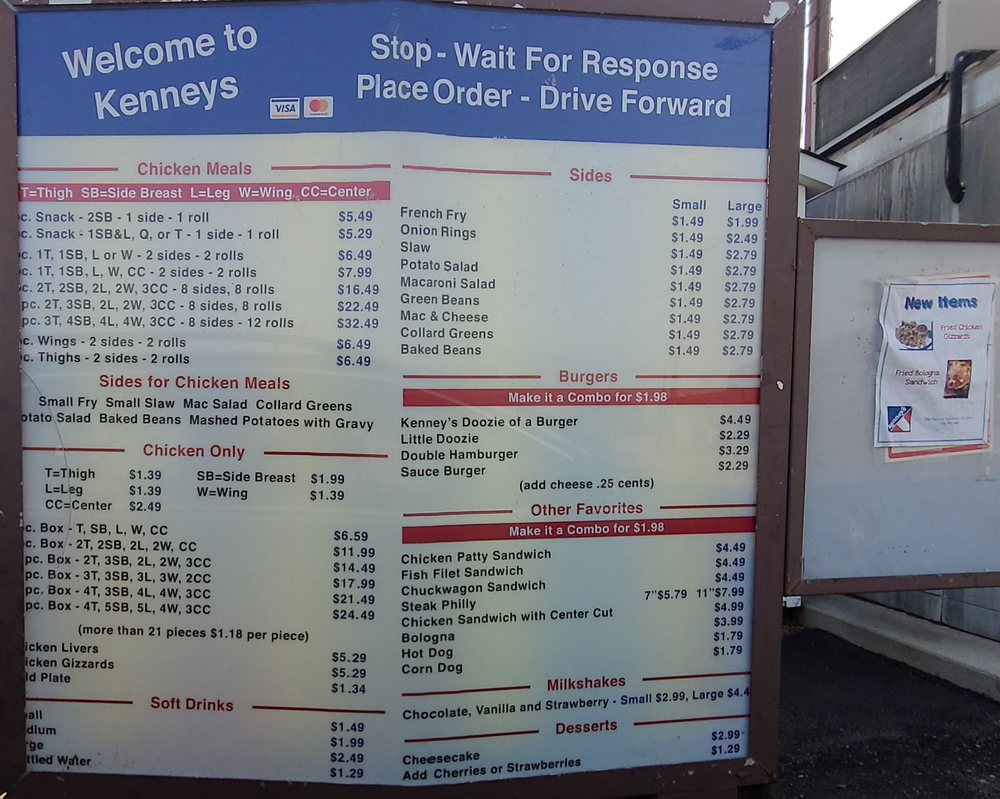 Welcome to
Kenneys
VISA
Stop - Wait For Response
Place Order - Drive Forward
Chicken Meals
T=Thigh SB=Side Breast L=Leg W=Wing, CC=Center
c. Snack - 2SB - 1 side - 1 roll $5.49
c. Snack - 1SB&L, Q, or T - 1 side - 1 roll $5.29
c. 1T, 1SB, L or W - 2 sides - 2 rolls $6.49
c. 1T, 1SB, L, W, CC - 2 sides - 2 rolls $7.99
c. 2T, 2SB, 2L, 2W, 3CC - 8 sides, 8 rolls $16.49
pc. 2T, 3SB, 2L, 2W, 3CC - 8 sides, 8 rolls $22.49
pc. 3T, 4SB, 4L, 4W, 3CC - 8 sides - 12 rolls $32.49
c. Wings - 2 sides - 2 rolls $6.49
c. Thighs - 2 sides - 2 rolls $6.49
Sides for Chicken Meals
Small Fry Small Slaw Mac Salad Collard Greens
otato Salad Baked Beans Mashed Potatoes with Gravy
Chicken Only
T=Thigh $1.39 SB=Side Breast $1.99
L=Leg $1.39 W=Wing $1.39
CC=Center $2.49
c. Box - T, SB, L, W, CC $6.59
c. Box - 2T, 2SB, 2L, 2W, CC $11.99
pc. Box - 2T, 3SB, 2L, 2W, 3CC $14.49
pc. Box - 3T, 3SB, 3L, 3W, 2CC $17.99
pc. Box - 4T, 3SB, 4L, 4W, 3CC $21.49
pc. Box - 4T, 5SB, 5L, 4W, 3CC $24.49
(more than 21 pieces $1.18 per piece)
icken Livers $5.29
icken Gizzards $5.29
ld Plate $1.34
Soft Drinks
all $1.49
dium $1.99
rge $2.49
ttled Water $1.29
Sides
Small Large
French Fry $1.49 $1.99
Onion Rings $1.49 $2.49
Slaw $1.49 $2.79
Potato Salad $1.49 $2.79
Macaroni Salad $1.49 $2.79
Green Beans $1.49 $2.79
Mac & Cheese $1.49 $2.79
Collard Greens $1.49 $2.79
Baked Beans $1.49 $2.79
Burgers
Make it a Combo for $1.98
Kenney's Doozie of a Burger $4.49
Little Doozie $2.29
Double Hamburger $3.29
Sauce Burger $2.29
(add cheese .25 cents)
Other Favorites
Make it a Combo for $1.98
Chicken Patty Sandwich $4.49
Fish Filet Sandwich $4.49
Chuckwagon Sandwich $4.49
Steak Philly 7"$5.79 11"$7.99
Chicken Sandwich with Center Cut $4.99
Bologna $3.99
Hot Dog $1.79
Corn Dog $1.79
Milkshakes
Chocolate, Vanilla and Strawberry - Small $2.99, Large $4.4
Desserts
Cheesecake $2.99
Add Cherries or Strawberries $1.29
New Items
Fried Chicken
Gizzards
Fried Bologna
Sandwich